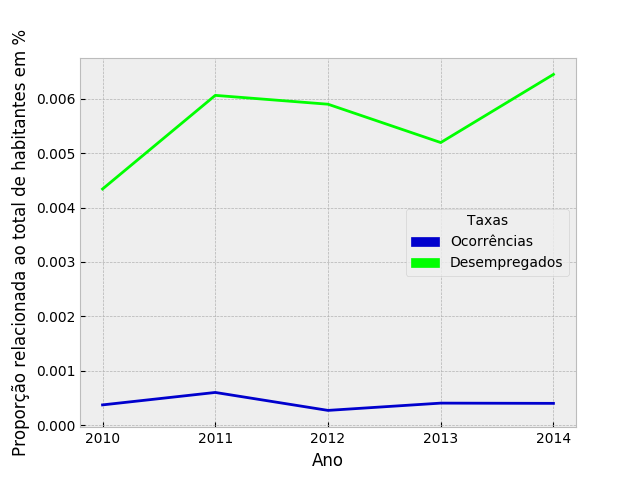 Proporção relacionada ao total de habitantes em %
0.006
0.005
0.004
0.003
0.002
0.001
0.000
Taxas
Ocorrências
Desempregados
2010 2011 2012 2013 2014
Ano